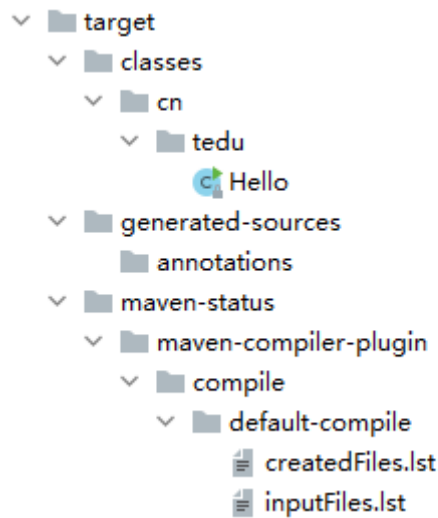 target
classes
cn
tedu
Hello
generated-sources
annotations
maven-status
maven-compiler-plugin
compile
default-compile
createdFiles.lst
inputFiles.lst